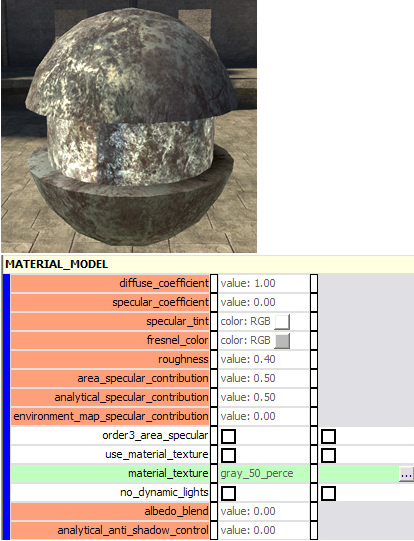 MATERIAL_MODEL
diffuse_coefficient value: 1.00
specular_coefficient value: 0.00
specular_tint color: RGB
fresnel_color color: RGB
roughness value: 0.40
area_specular_contribution value: 0.50
analytical_specular_contribution value: 0.50
environment_map_specular_contribution value: 0.00
order3_area_specular
use_material_texture
material_texture gray_50_perce ...
no_dynamic_lights
albedo_blend value: 0.00
analytical_anti_shadow_control value: 0.00